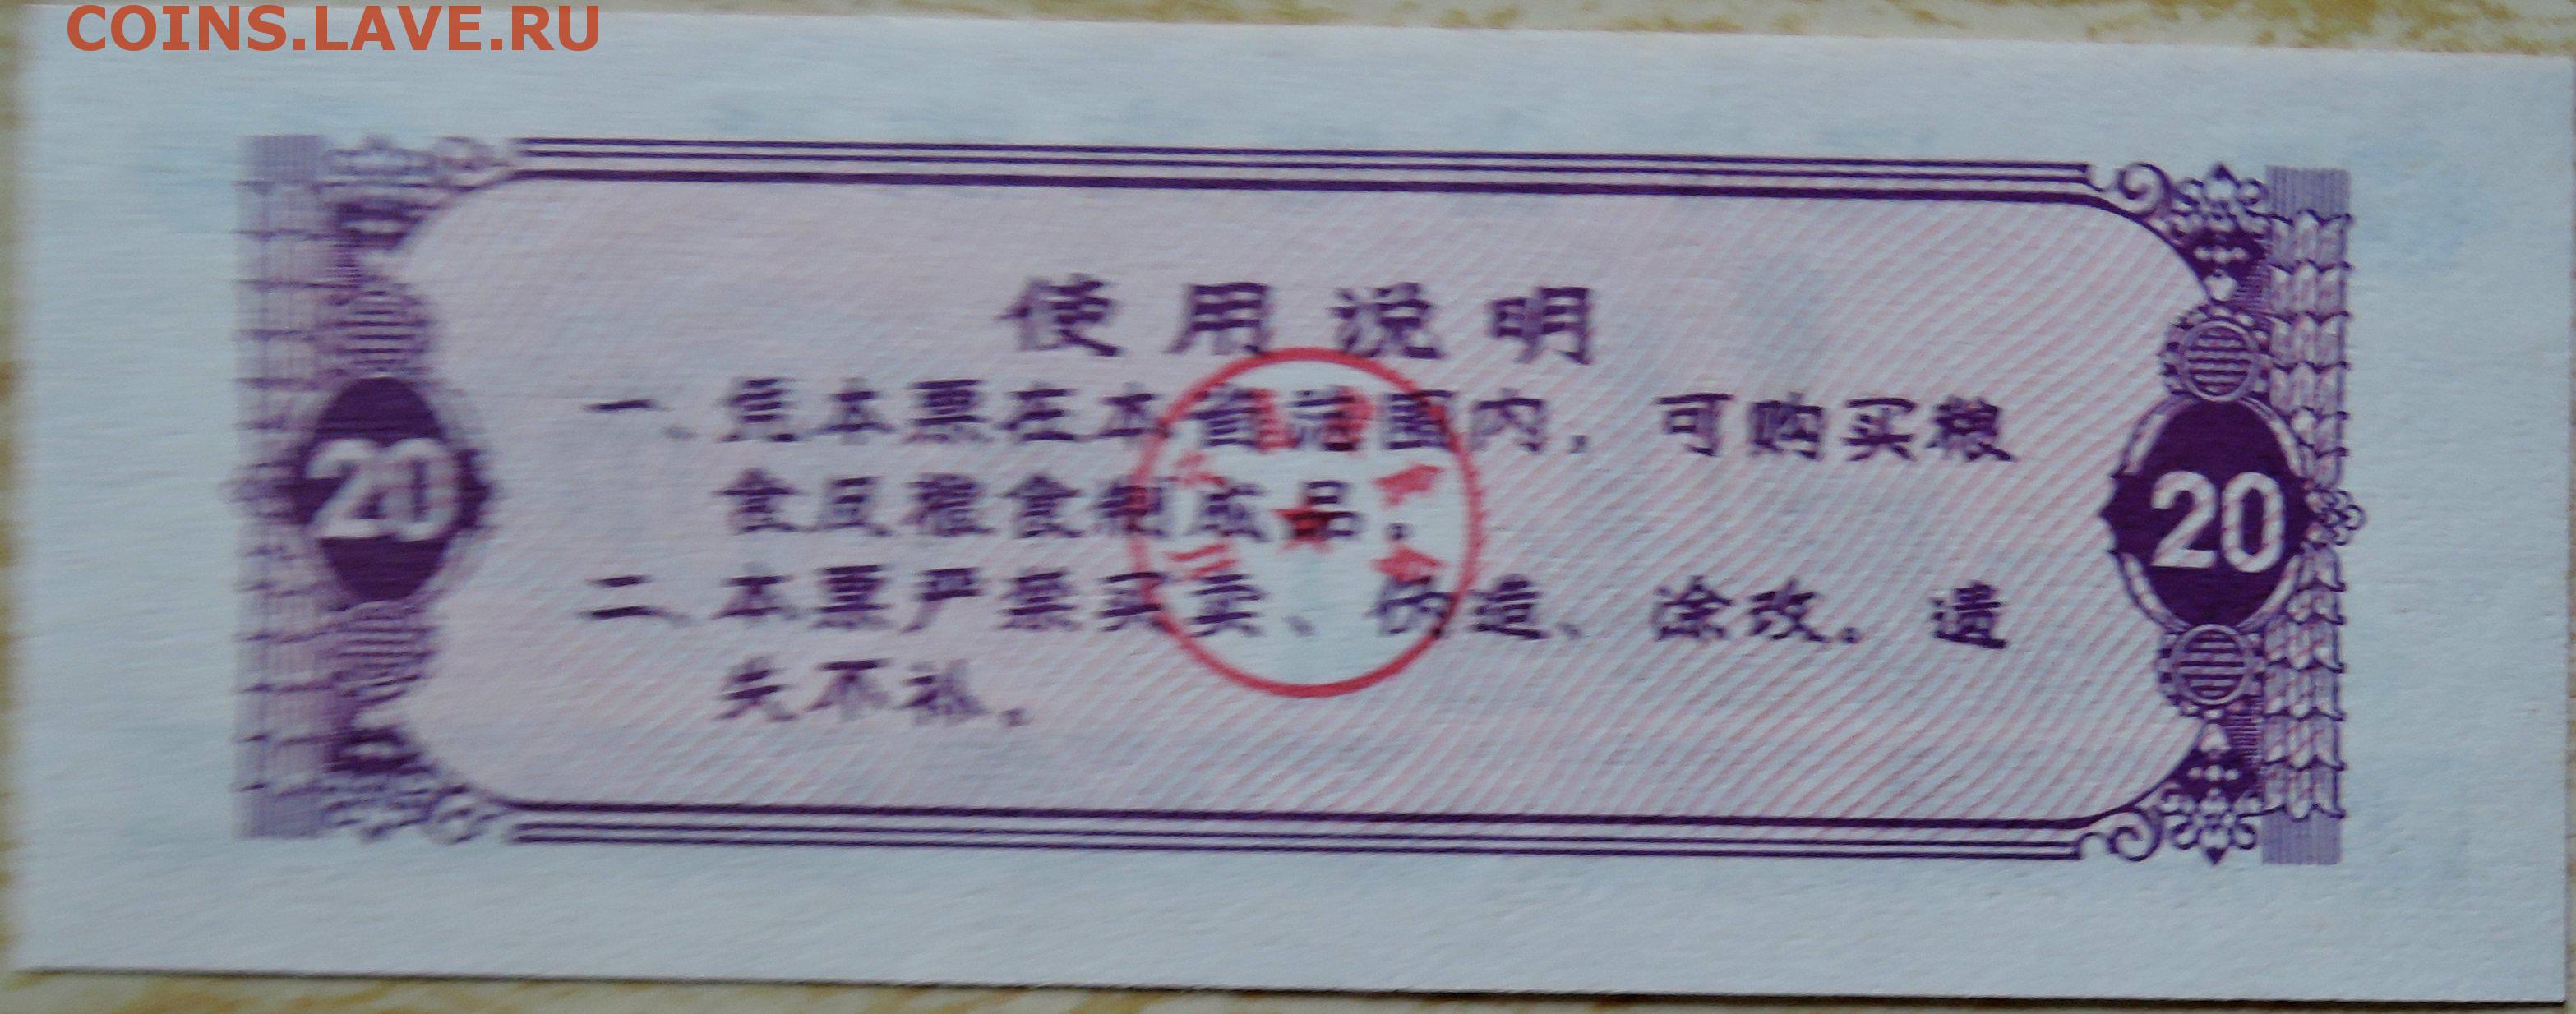 COINS.LAVE.RU
使用说明
一、凭本票在本省范围内，可购买粮
食及粮食制成品。
二、本票严禁买卖、伪造、涂改。遗
失不补。
20
20